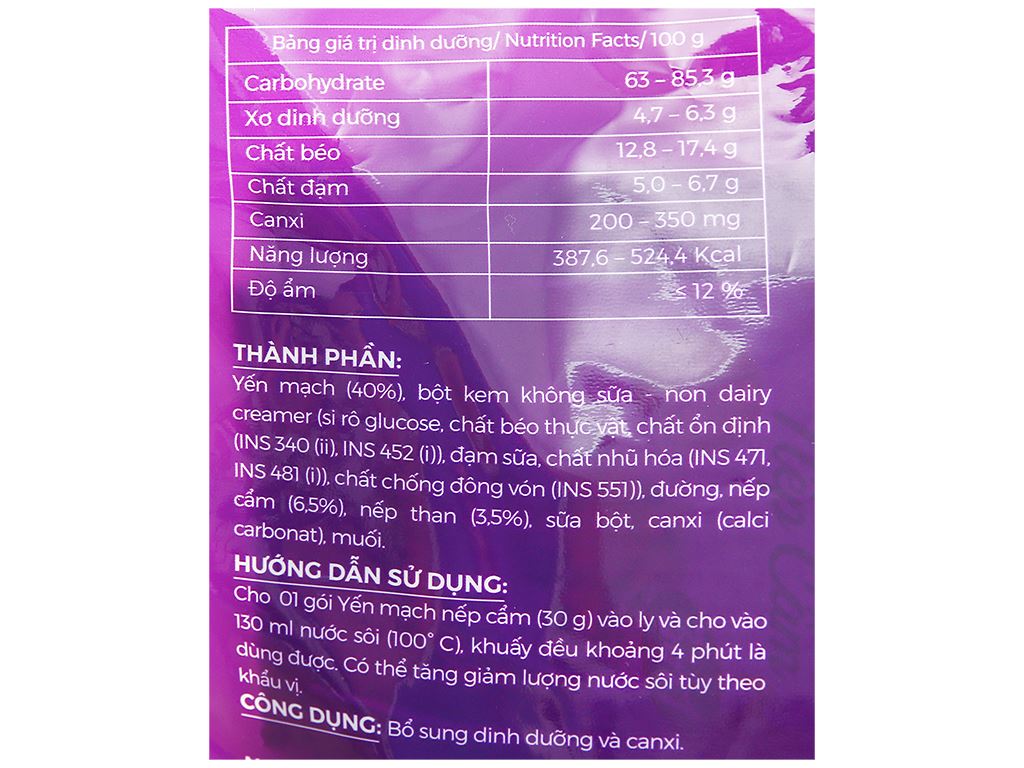 Bảng giá trị dinh dưỡng/ Nutrition Facts/ 100 g
Carbohydrate 63 – 85,3 g
Xơ dinh dưỡng 4,7 – 6,3 g
Chất béo 12,8 – 17,4 g
Chất đạm 5,0 – 6,7 g
Canxi 200 – 350 mg
Năng lượng 387,6 – 524,4 Kcal
Độ ẩm ≤ 12 %
THÀNH PHẦN:
Yến mạch (40%), bột kem không sữa - non dairy
creamer (si rô glucose, chất béo thực vật, chất ổn định
(INS 340 (ii), INS 452 (i)), đạm sữa, chất nhũ hóa (INS 471,
INS 481 (i)), chất chống đông vón (INS 551)), đường, nếp
cẩm (6,5%), nếp than (3,5%), sữa bột, canxi (calci
carbonat), muối.
HƯỚNG DẪN SỬ DỤNG:
Cho 01 gói Yến mạch nếp cẩm (30 g) vào ly và cho vào
130 ml nước sôi (100° C), khuấy đều khoảng 4 phút là
dùng được. Có thể tăng giảm lượng nước sôi tùy theo
khẩu vị.
CÔNG DỤNG: Bổ sung dinh dưỡng và canxi.